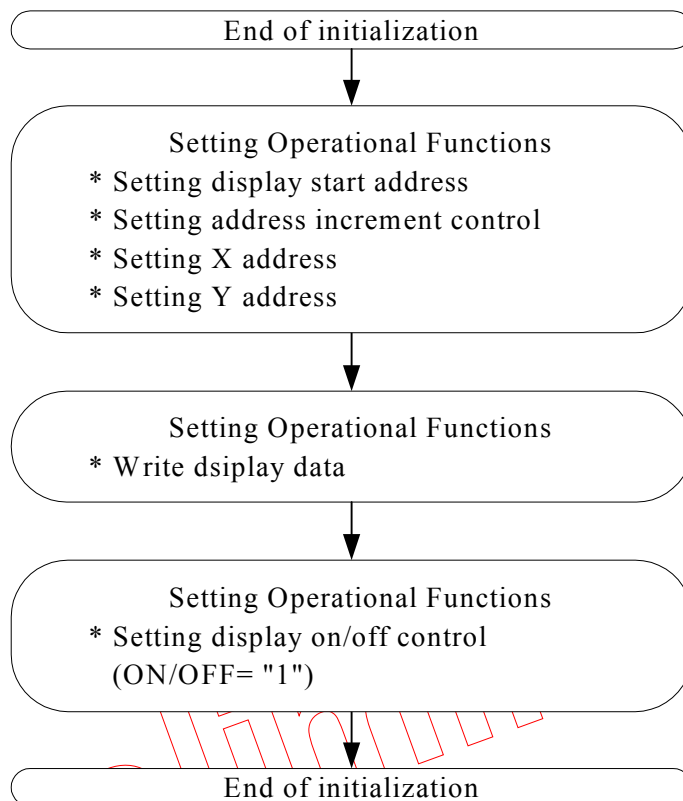 End of initialization
Setting Operational Functions
* Setting display start address
* Setting address increment control
* Setting X address
* Setting Y address
Setting Operational Functions
* Write dsiplay data
Setting Operational Functions
* Setting display on/off control
(ON/OFF= "1")
End of initialization